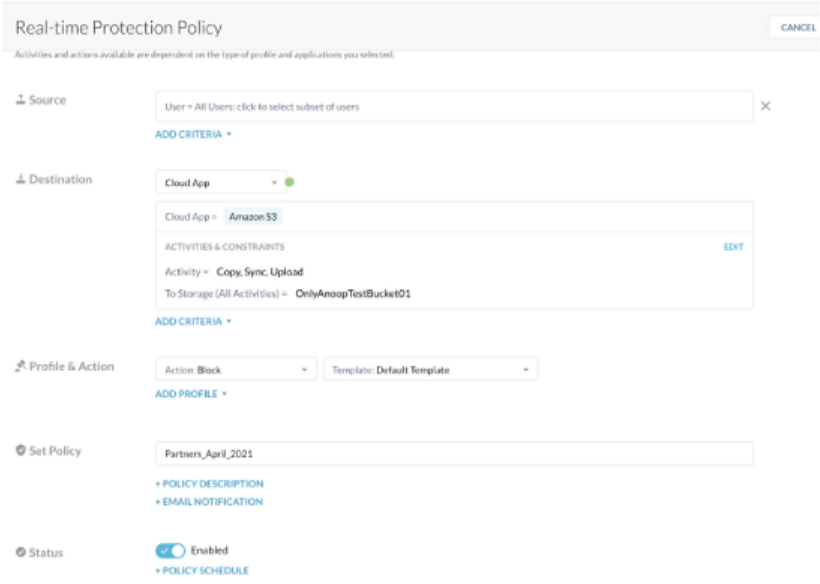 Real-time Protection Policy
CANCEL
Activities and actions available are dependent on the type of profile and applications you selected.
Source
User = All Users: click to select subset of users
ADD CRITERIA
Destination
Cloud App
Cloud App = Amazon S3
ACTIVITIES & CONSTRAINTS EDIT
Activity = Copy, Sync, Upload
To Storage (All Activities) = OnlyAnoopTestBucket01
ADD CRITERIA
Profile & Action
Action: Block Template: Default Template
ADD PROFILE
Set Policy
Partners_April_2021
+ POLICY DESCRIPTION
+ EMAIL NOTIFICATION
Status
Enabled
+ POLICY SCHEDULE